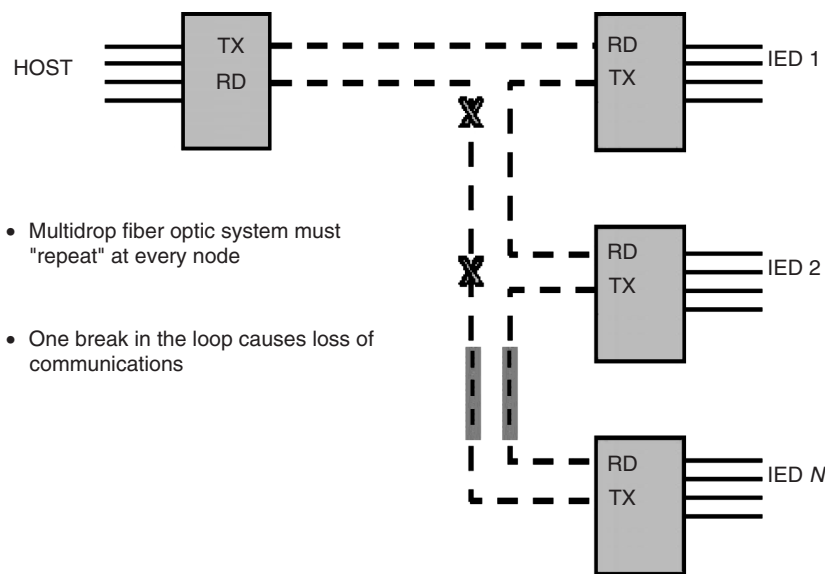 HOST
TX
RD
RD
TX
IED 1
• Multidrop fiber optic system must
"repeat" at every node
RD
TX
IED 2
• One break in the loop causes loss of
communications
RD
TX
IED N